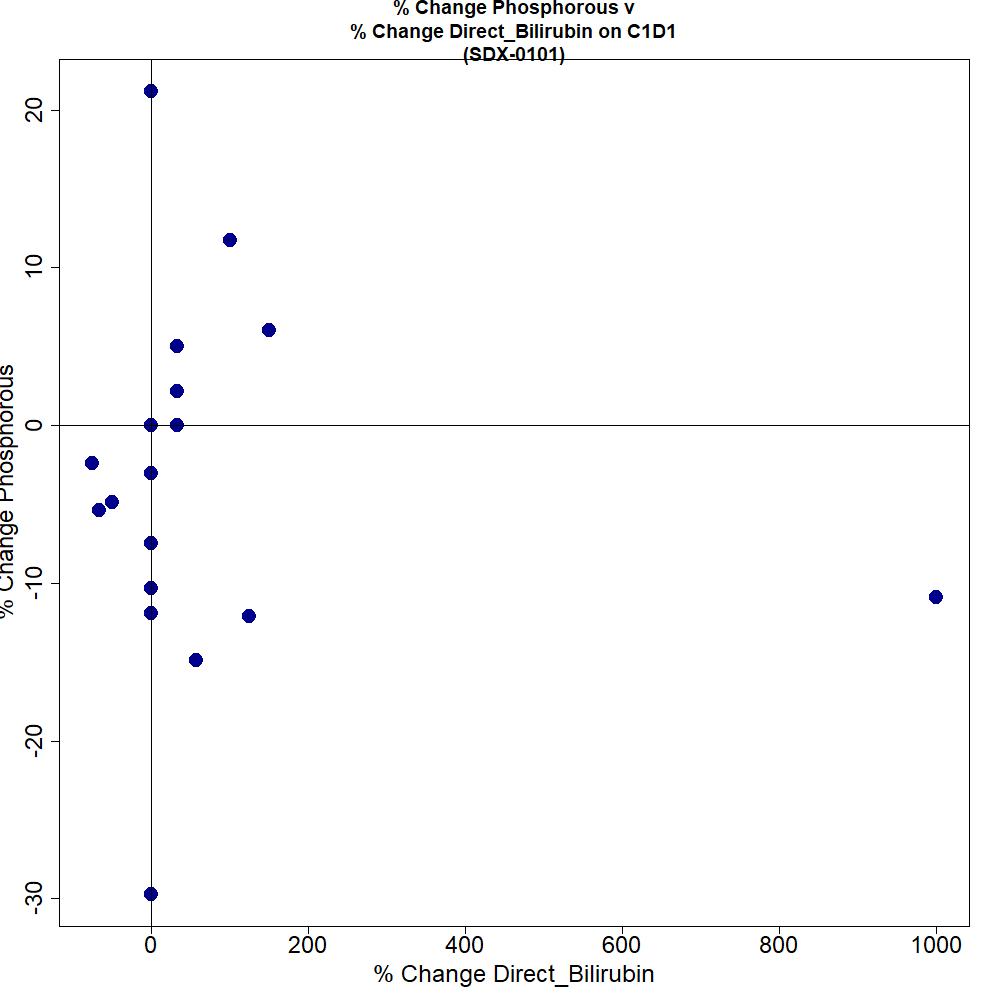 % Change Phosphorous v
% Change Direct_Bilirubin on C1D1
(SDX-0101)
% Change Phosphorous
20
10
0
-10
-20
-30
0 200 400 600 800 1000
% Change Direct_Bilirubin